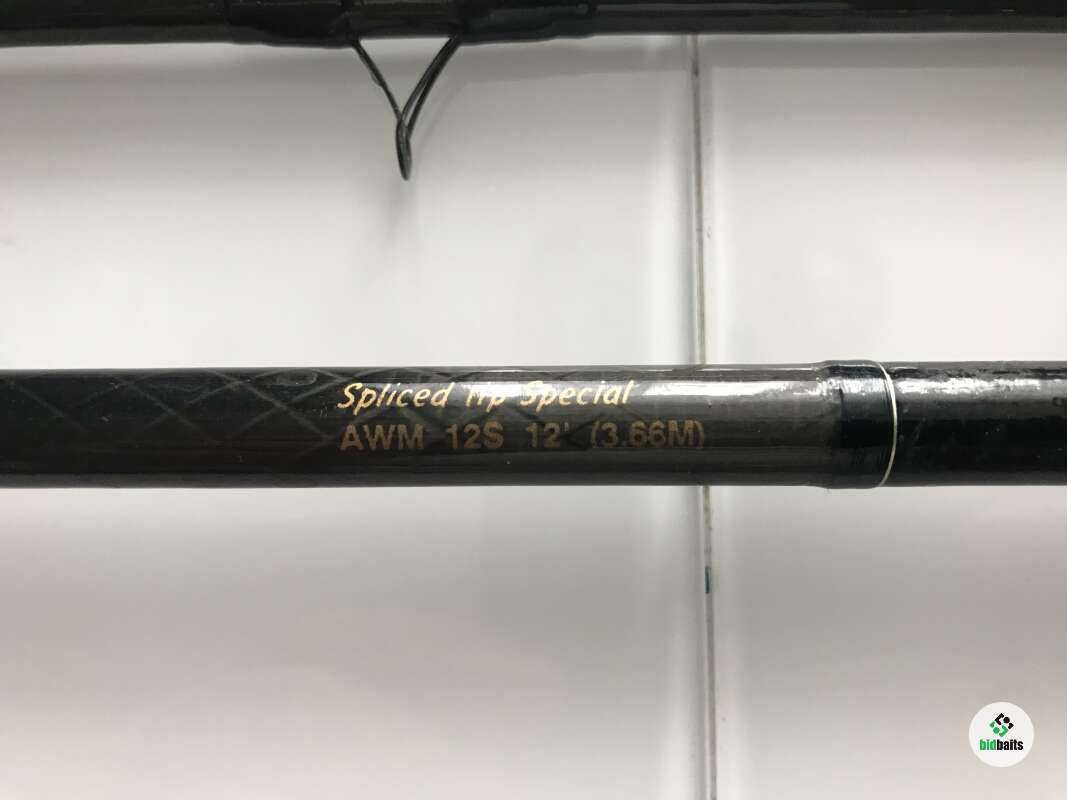 Spliced Tip Special
AWM 12S 12' (3.66M)
bidbaits